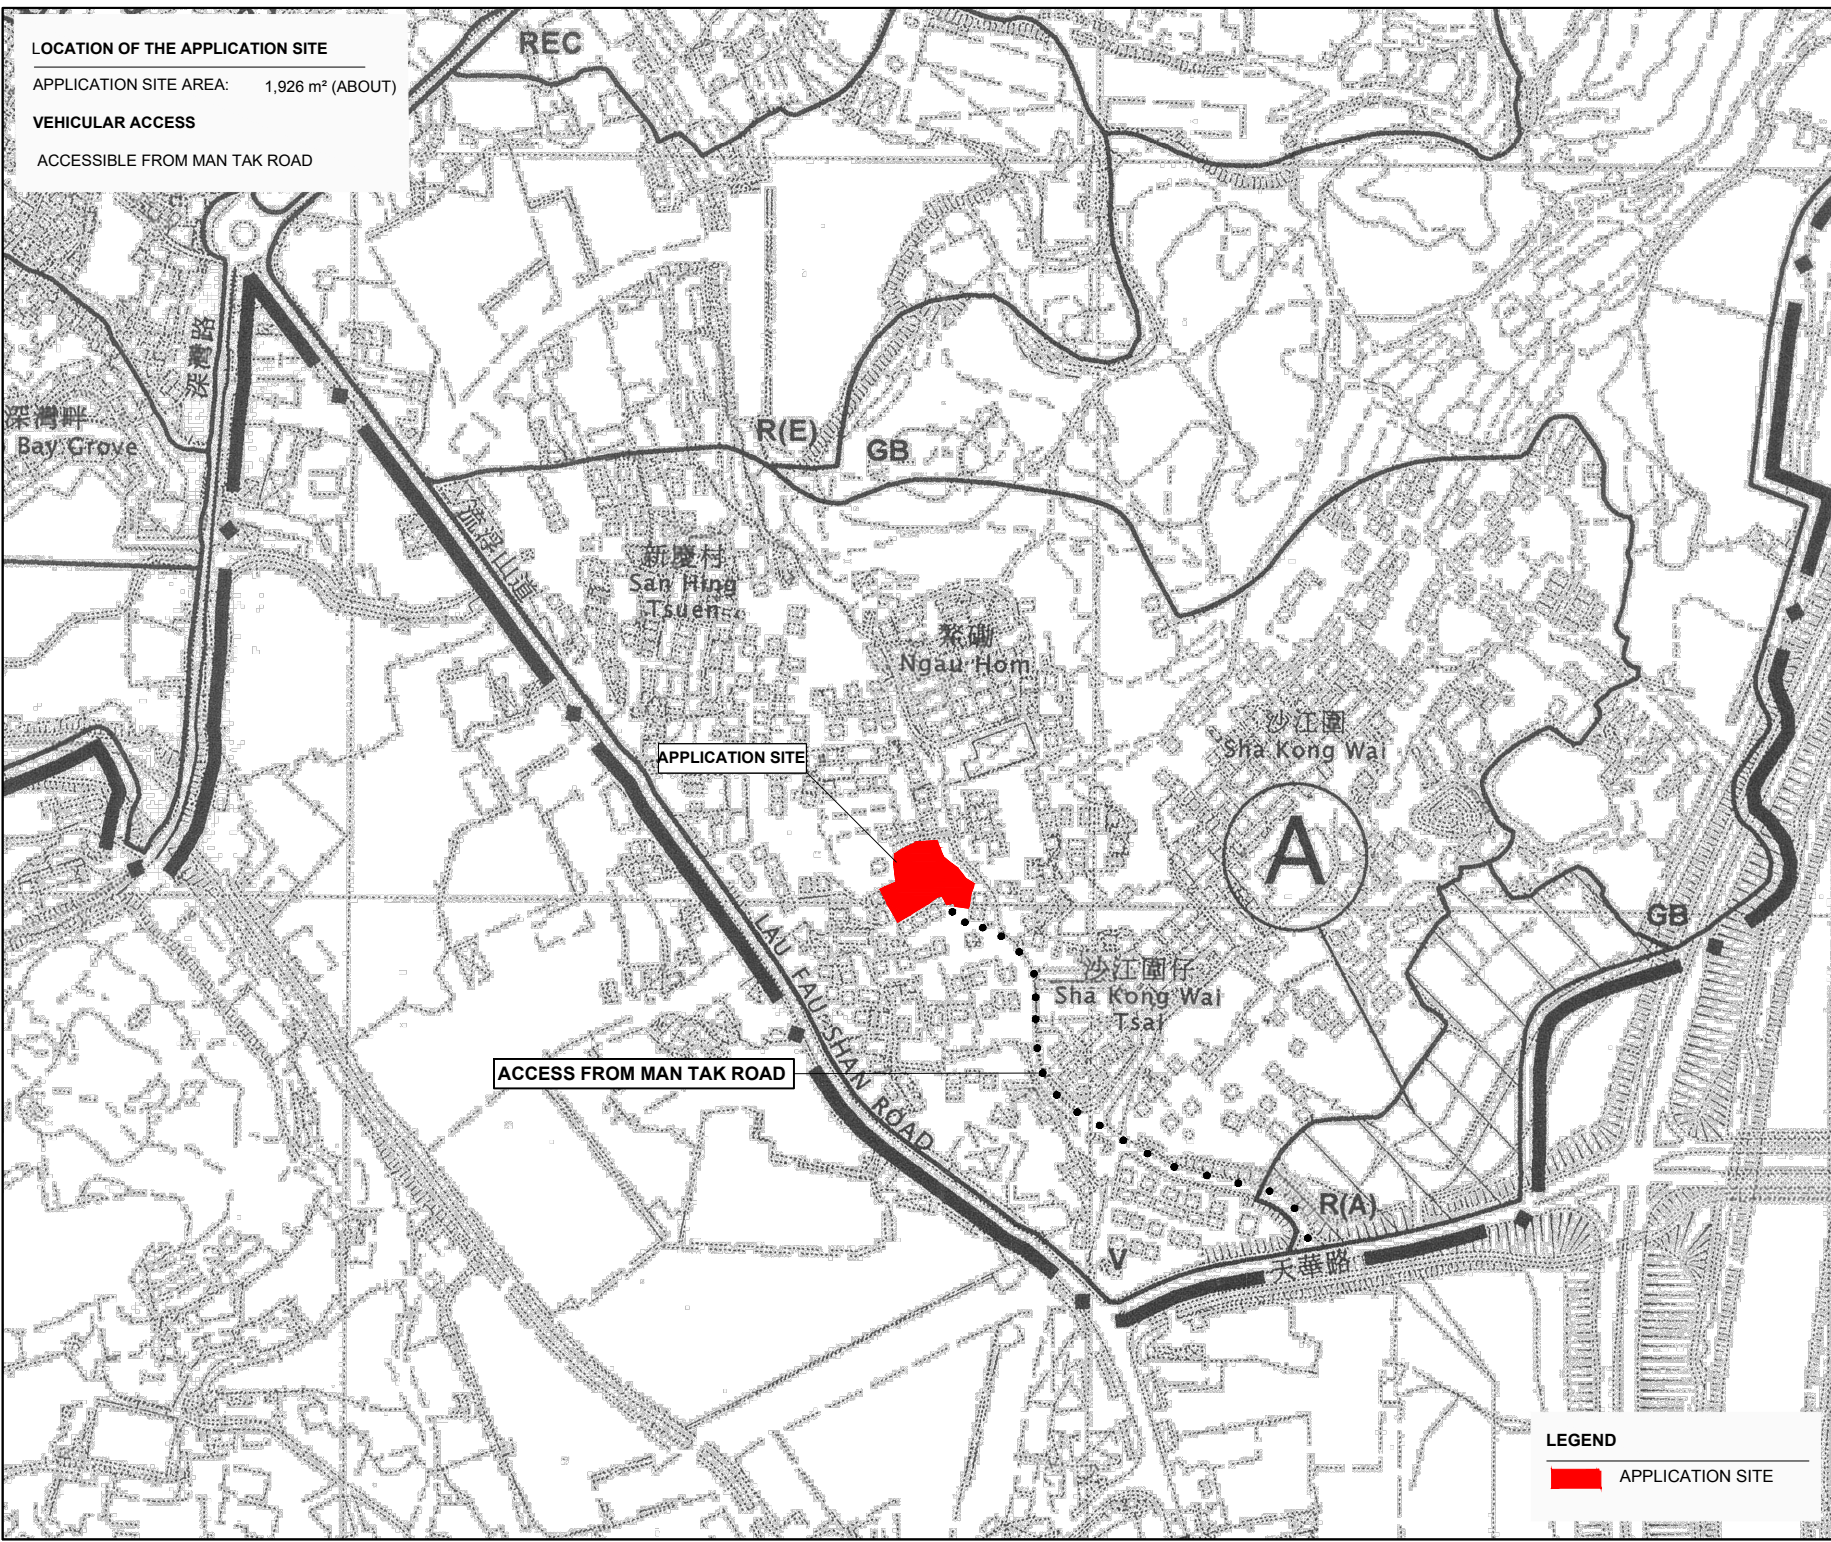 LOCATION OF THE APPLICATION SITE
APPLICATION SITE AREA: 1,926 m² (ABOUT)
VEHICULAR ACCESS
ACCESSIBLE FROM MAN TAK ROAD
REC
深灣路
深灣畔
Bay Grove
R(E)
GB
流浮山道
新慶村
San Hing
Tsuen
Ngau Hom
沙江圍
Sha Kong Wai
APPLICATION SITE
A
GB
LAU FAU SHAN ROAD
沙江圍仔
Sha Kong Wai
Tsai
ACCESS FROM MAN TAK ROAD
R(A)
V
天華路
LEGEND
APPLICATION SITE